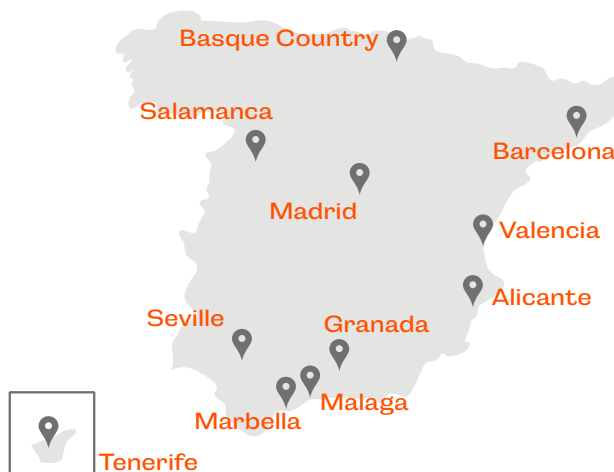 Basque Country
Salamanca
Barcelona
Madrid
Valencia
Alicante
Seville
Granada
Malaga
Marbella
Tenerife